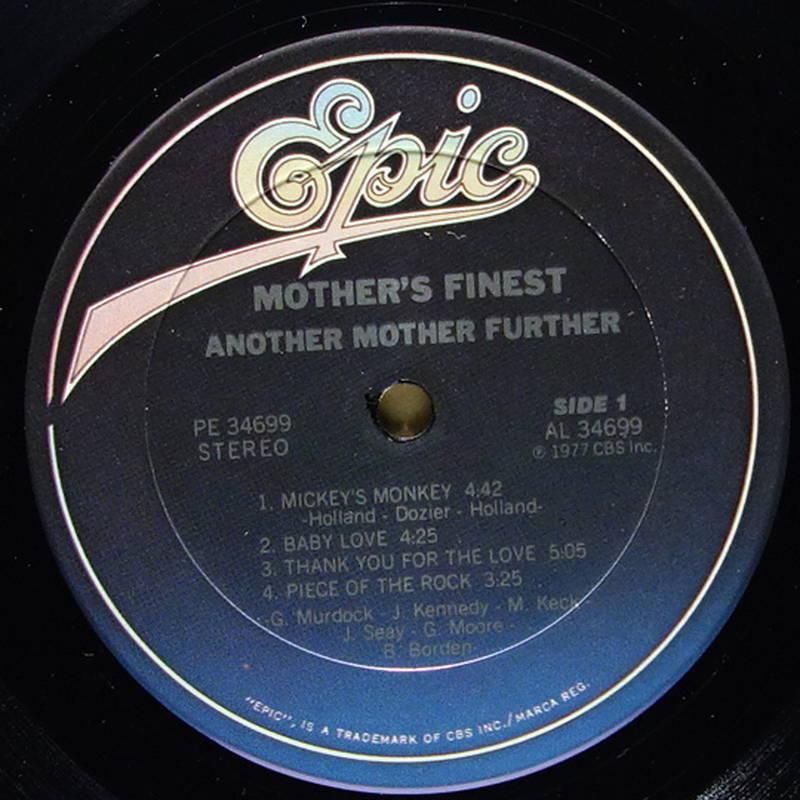 Epic
MOTHER'S FINEST
ANOTHER MOTHER FURTHER
PE 34699
STEREO
SIDE 1
AL 34699
℗ 1977 CBS Inc.
1. MICKEY'S MONKEY 4:42
-Holland - Dozier - Holland-
2. BABY LOVE 4:25
3. THANK YOU FOR THE LOVE 5:05
4. PIECE OF THE ROCK 3:25
-G. Murdock - J. Kennedy - M. Keck -
J. Seay - G. Moore -
B. Borden-
"EPIC", IS A TRADEMARK OF CBS INC./MARCA REG.